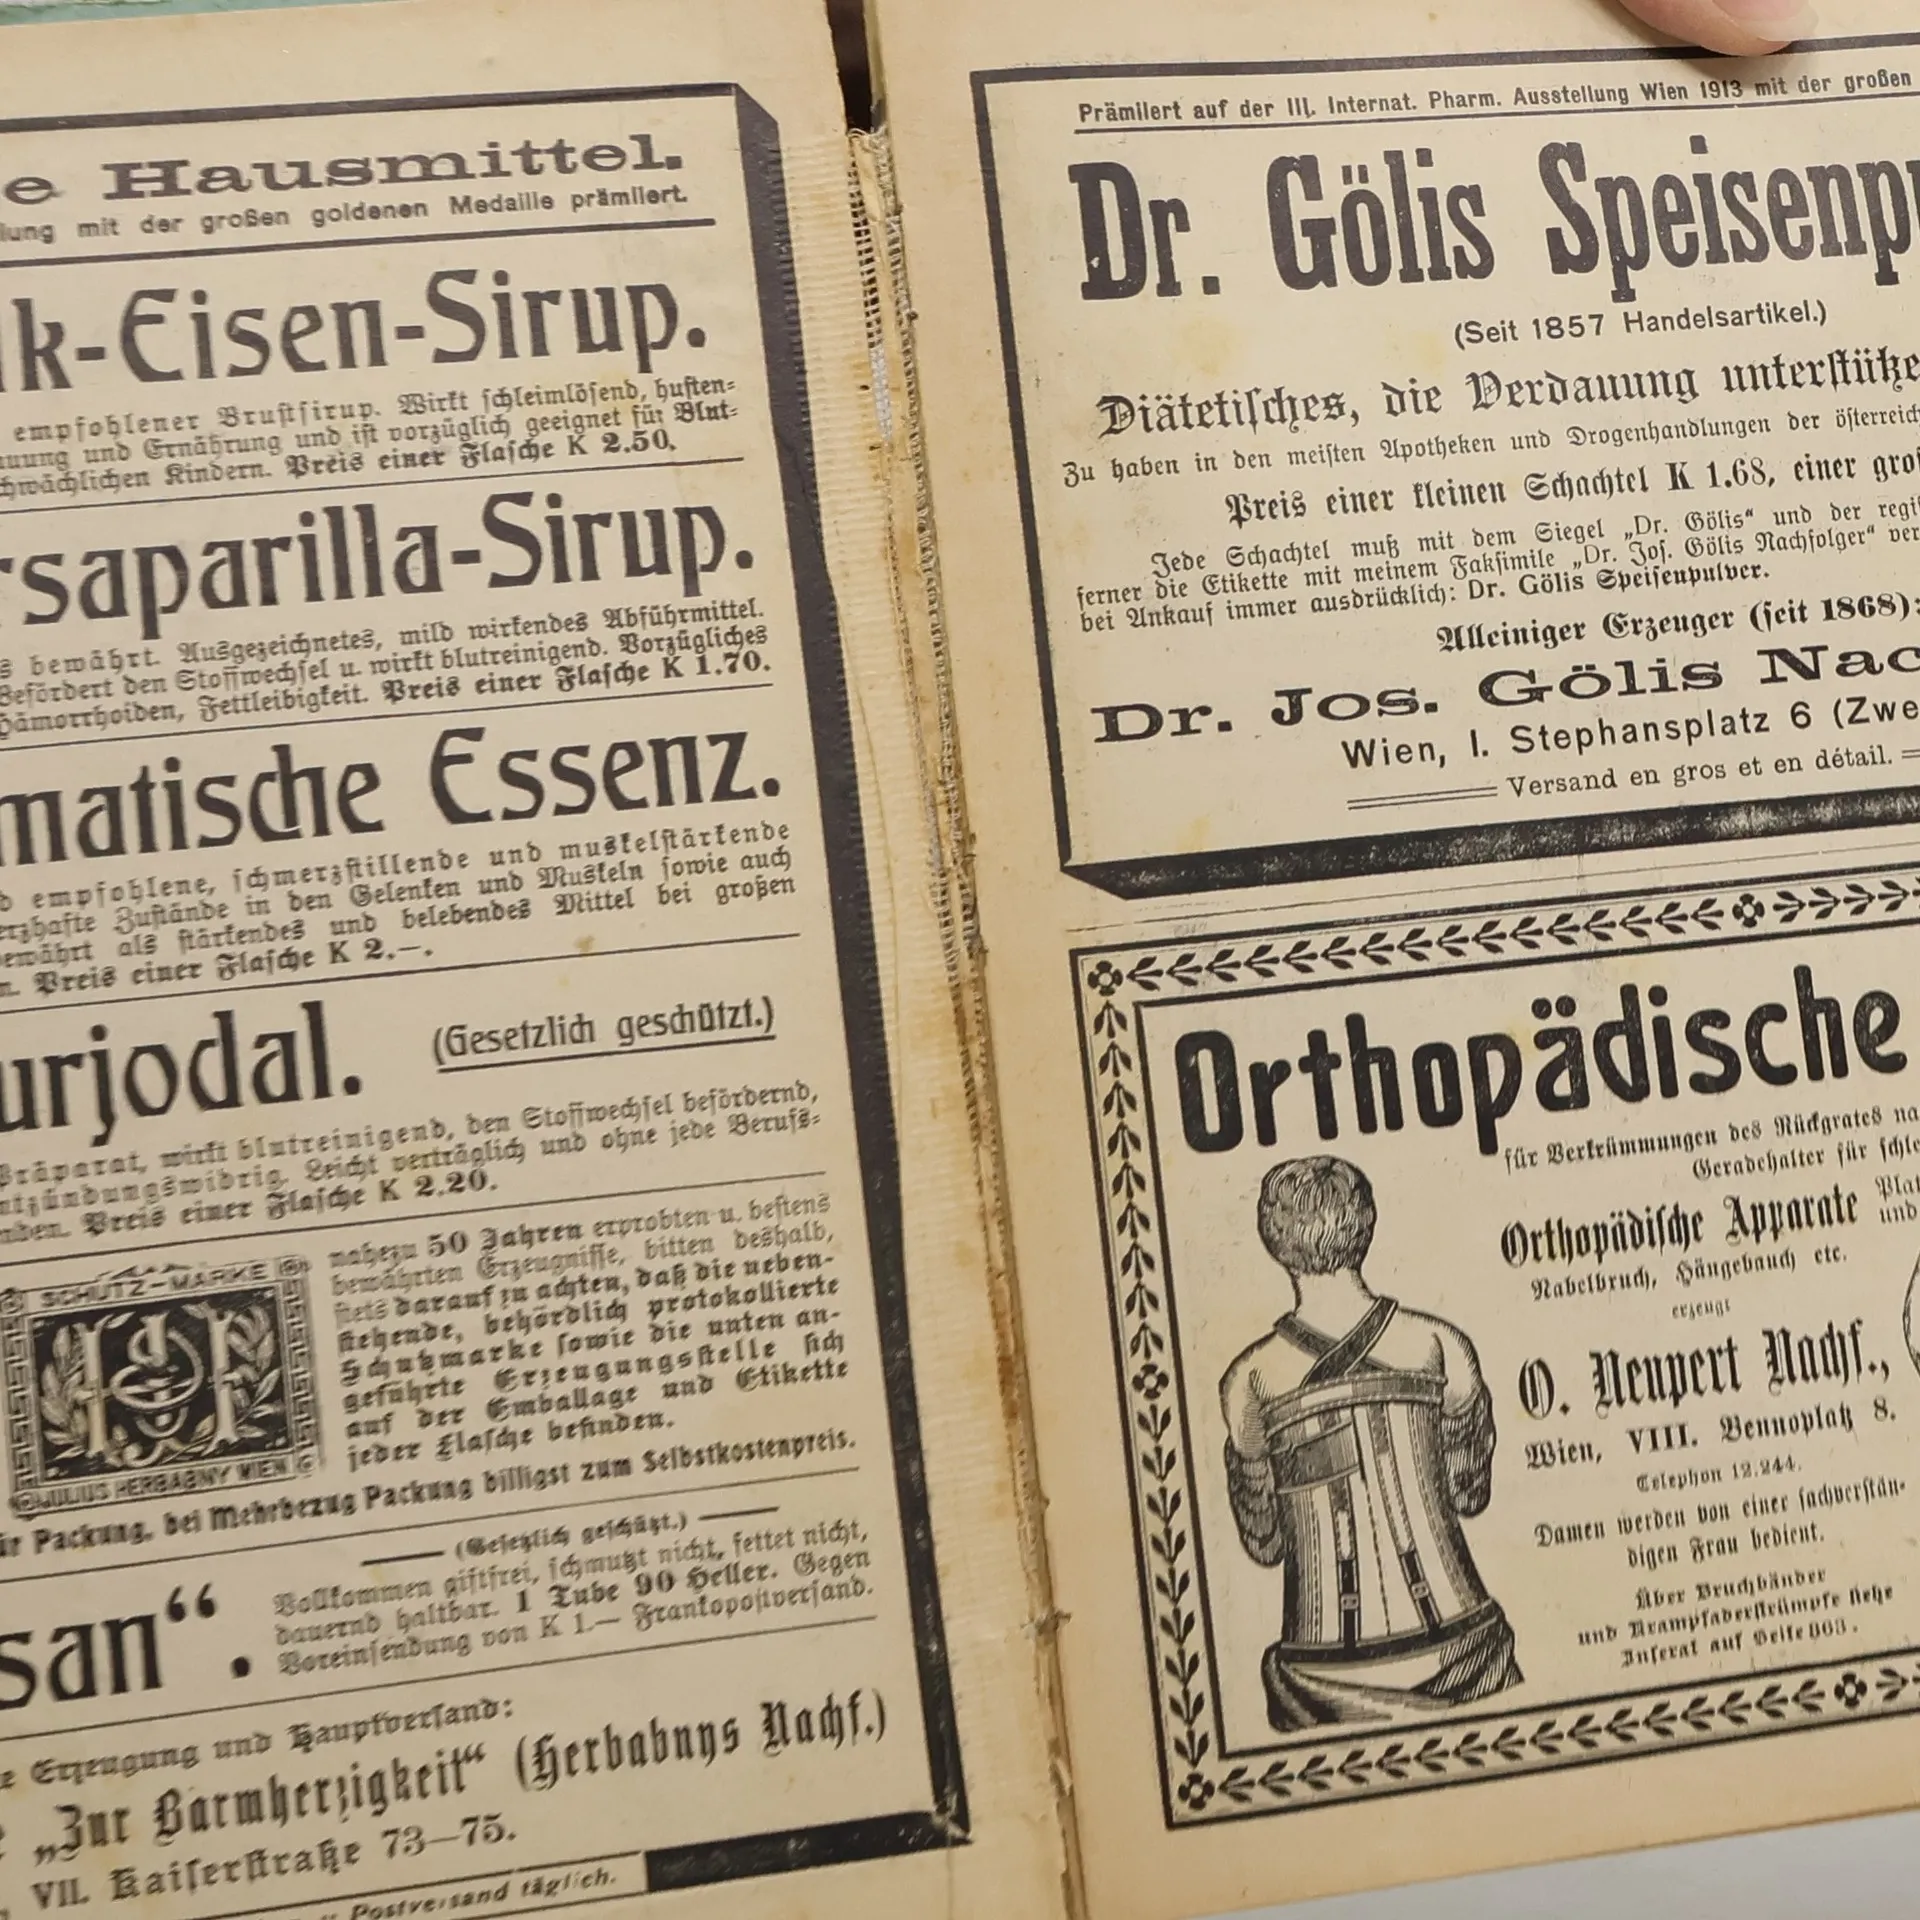 e Hausmittel.
lung mit der großen goldenen Medaille prämiiert.
lk-Eisen-Sirup.
empfohlener Brustsirup. Wirkt schleimlösend, husten-
auung und Ernährung und ist vorzüglich geeignet für Blut-
chwächlichen Kindern. Preis einer Flasche K 2.50.
rsaparilla-Sirup.
s bewährt. Ausgezeichnetes, mild wirkendes Abführmittel.
Befördert den Stoffwechsel u. wirkt blutreinigend. Vorzügliches
Hämorrhoiden, Fettleibigkeit. Preis einer Flasche K 1.70.
matische Essenz.
d empfohlene, schmerzstillende und muskelstärkende
erzhafte Zustände in den Gelenken und Muskeln sowie auch
bewährt als stärkendes und belebendes Mittel bei großen
n. Preis einer Flasche K 2.–.
urjodal. (Gesetzlich geschützt.)
Präparat, wirkt blutreinigend, den Stoffwechsel befördernd,
ntzündungswidrig. Leicht verträglich und ohne jede Berufs-
nden. Preis einer Flasche K 2.20.
SCHUTZ-MARKE
JULIUS HERBABNY WIEN
nahezu 50 Jahren erprobten u. bestens
bewährten Erzeugnisse, bitten deshalb,
stets darauf zu achten, daß die neben-
stehende, behördlich protokollierte
Schutzmarke sowie die unten an-
geführte Erzeugungsstelle sich
auf der Emballage und Etikette
jeder Flasche befinden.
ür Packung, bei Mehrbezug Packung billigst zum Selbstkostenpreis.
san“.
(Gesetzlich geschützt.)
Vollkommen giftfrei, schmutzt nicht, fettet nicht,
dauernd haltbar. 1 Tube 90 Heller. Gegen
Voreinsendung von K 1.— Frankopostversand.
e Erzeugung und Hauptversand:
„Zur Barmherzigkeit“ (Herbabnys Nachf.)
VII. Kaiserstraße 73—75.
Postversand täglich.
Prämiiert auf der III. Internat. Pharm. Ausstellung Wien 1913 mit der großen
Dr. Gölis Speisenpu
(Seit 1857 Handelsartikel.)
Diätetisches, die Verdauung unterstütze
Zu haben in den meisten Apotheken und Drogenhandlungen der österreich
Preis einer kleinen Schachtel K 1.68, einer groß
Jede Schachtel muß mit dem Siegel „Dr. Gölis“ und der regis
ferner die Etikette mit meinem Faksimile „Dr. Jos. Gölis Nachfolger“ ver
bei Ankauf immer ausdrücklich: Dr. Gölis Speisenpulver.
Alleiniger Erzeuger (seit 1868):
Dr. Jos. Gölis Nac
Wien, I. Stephansplatz 6 (Zwe
Versand en gros et en détail.
Orthopädische
für Verkrümmungen des Rückgrates na
Geradehalter für schle
Orthopädische Apparate Plat
und
Nabelbruch, Hängebauch etc.
erzeugt
O. Neupert Nachf.,
Wien, VIII. Bennoplatz 8.
Telephon 12.244.
Damen werden von einer sachverstän-
digen Frau bedient.
Über Bruchbänder
und Krampfaderstrümpfe siehe
Inserat auf Seite